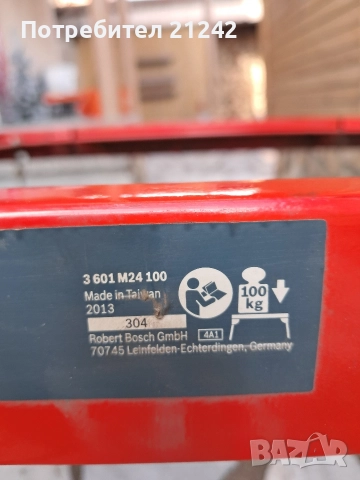 Потребител 21242
3 601 M24 100
Made in Taiwan
2013
304
Robert Bosch GmbH
4A1
70745 Leinfelden-Echterdingen, Germany
100
kg
BAZAR
bg